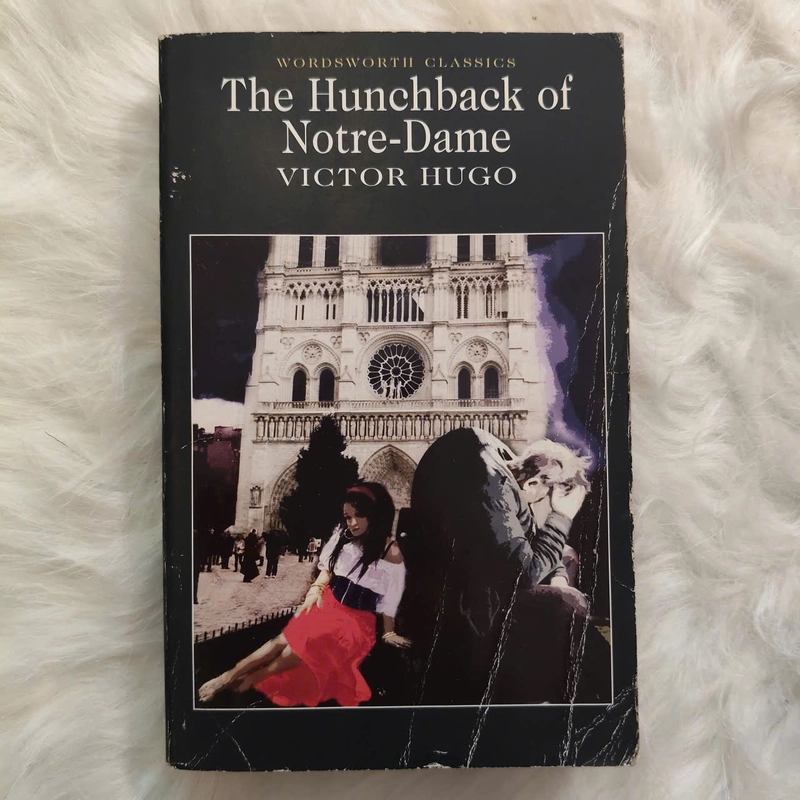 WORDSWORTH CLASSICS
The Hunchback of
Notre-Dame
VICTOR HUGO